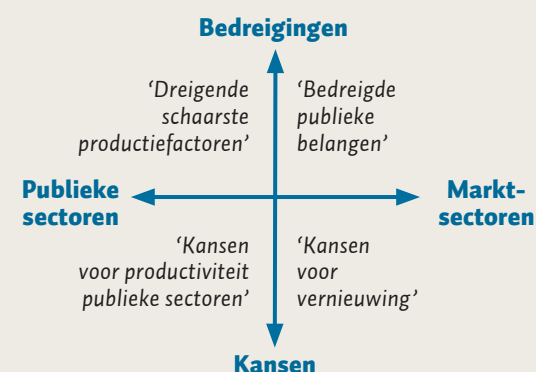 Bedreigingen
‘Dreigende
schaarste
productiefactoren’
‘Bedreigde
publieke
belangen’
Publieke
sectoren
Markt-
sectoren
‘Kansen
voor productiviteit
publieke sectoren’
‘Kansen
voor
vernieuwing’
Kansen